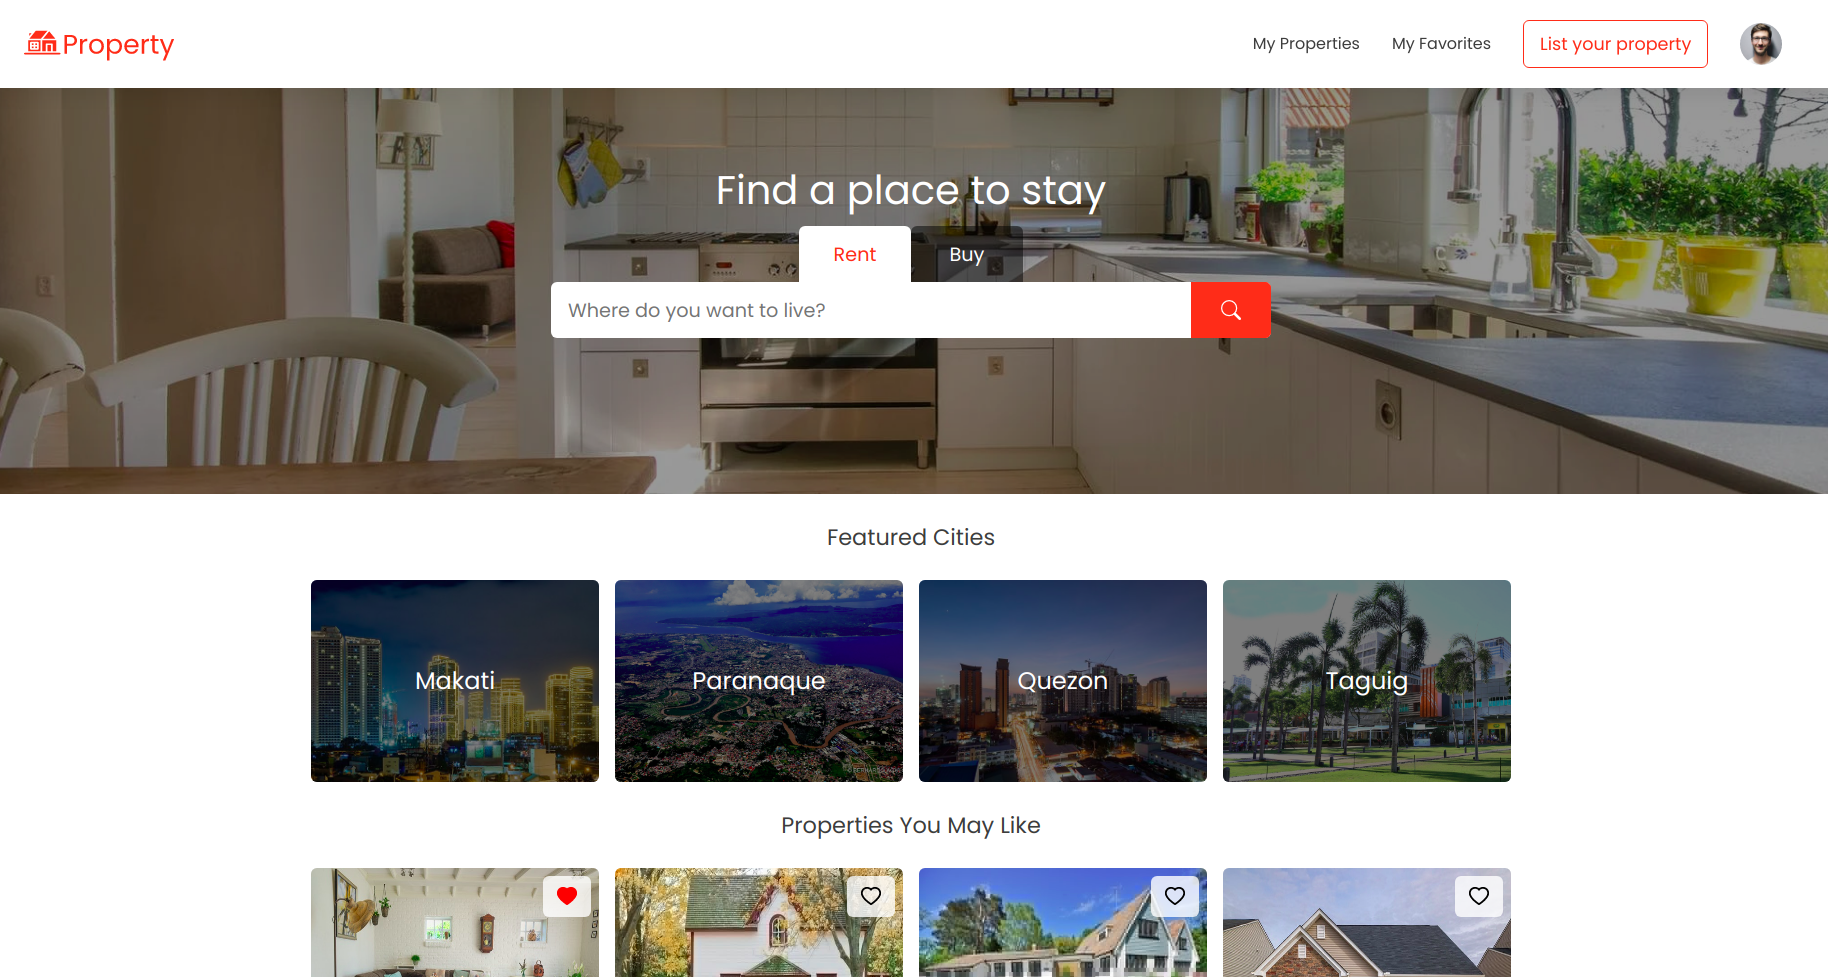 Property
My Properties
My Favorites
List your property
Find a place to stay
Rent
Buy
Where do you want to live?
Featured Cities
Makati
Paranaque
Quezon
Taguig
Properties You May Like